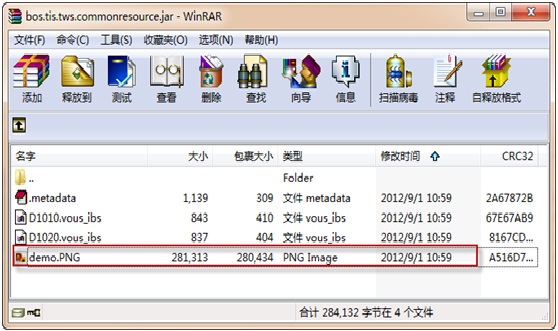 bos.tis.tws.commonresource.jar - WinRAR
文件(F) 命令(C) 工具(S) 收藏夹(O) 选项(N) 帮助(H)
添加 释放到 测试 查看 删除 查找 向导 信息 扫描病毒 注释 自释放格式
名字 大小 包裹大小 类型 修改时间 CRC32
.. Folder
.metadata 1,139 309 文件 metadata 2012/9/1 10:59 2A67872B
D1010.vous_ibs 843 410 文件 vous_ibs 2012/9/1 10:59 67E67AB9
D1020.vous_ibs 837 404 文件 vous_ibs 2012/9/1 10:59 8167CD...
demo.PNG 281,313 280,434 PNG Image 2012/9/1 10:59 A516D7...
合计 284,132 字节在 4 个文件